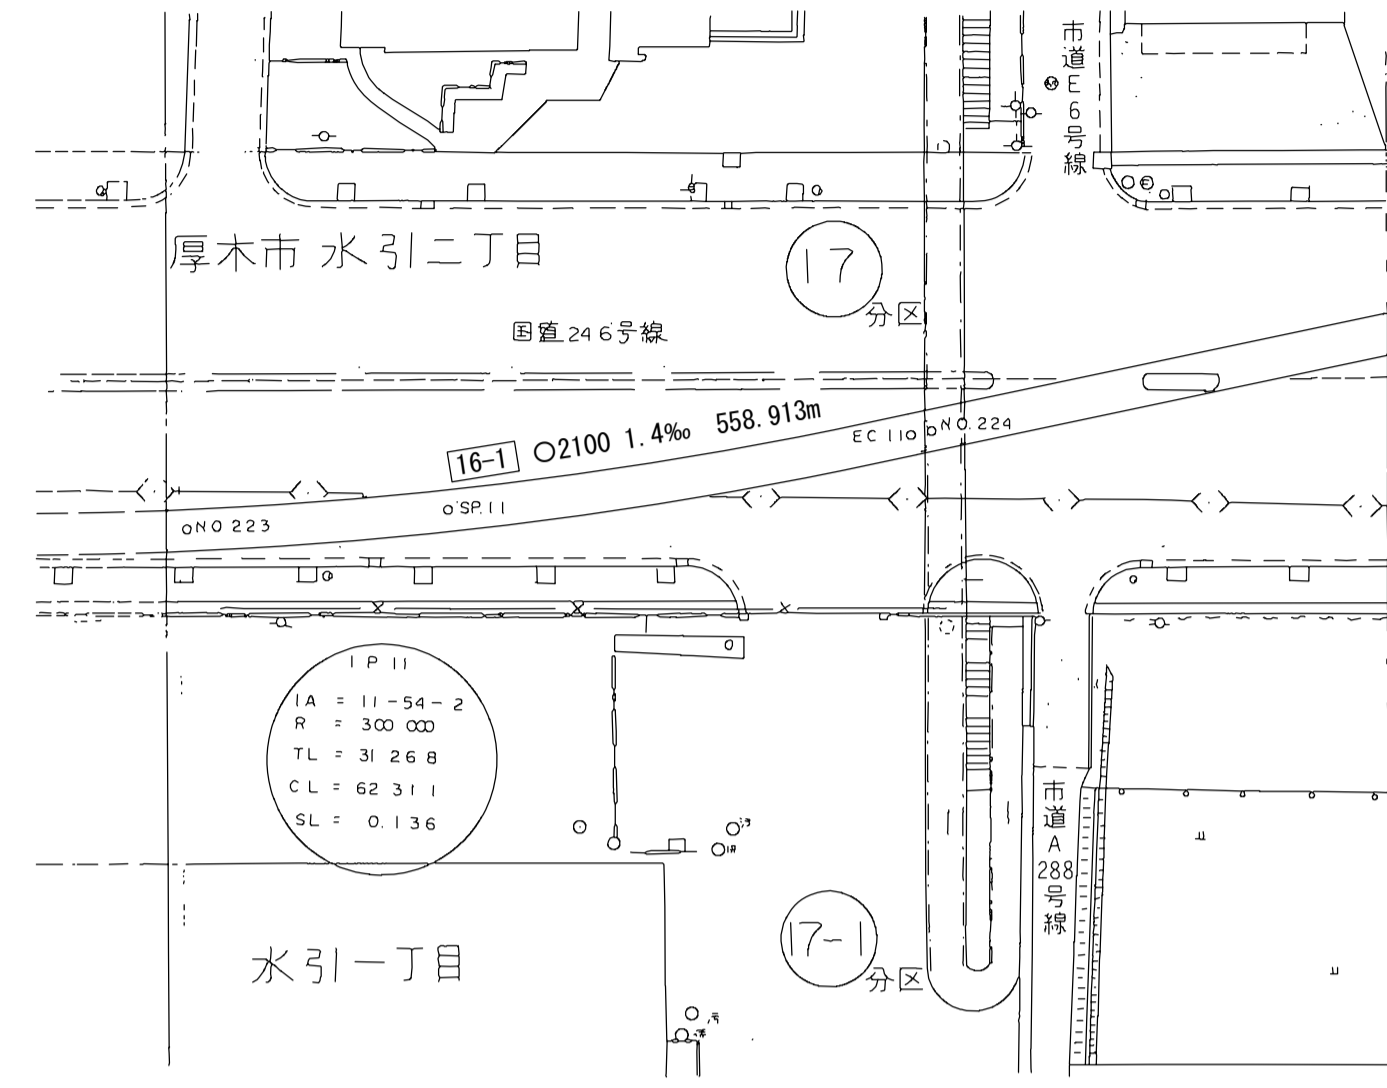 市道E6号線
厚木市 水引二丁目
17
分区
国道246号線
16-1 ○2100 1.4‰ 558.913m
EC 110 NO.224
SP.11
NO 223
IP 11
IA = 11-54-2
R = 300 000
TL = 31 268
CL = 62 311
SL = 0.136
市道A288号線
水引一丁目
17-1
分区